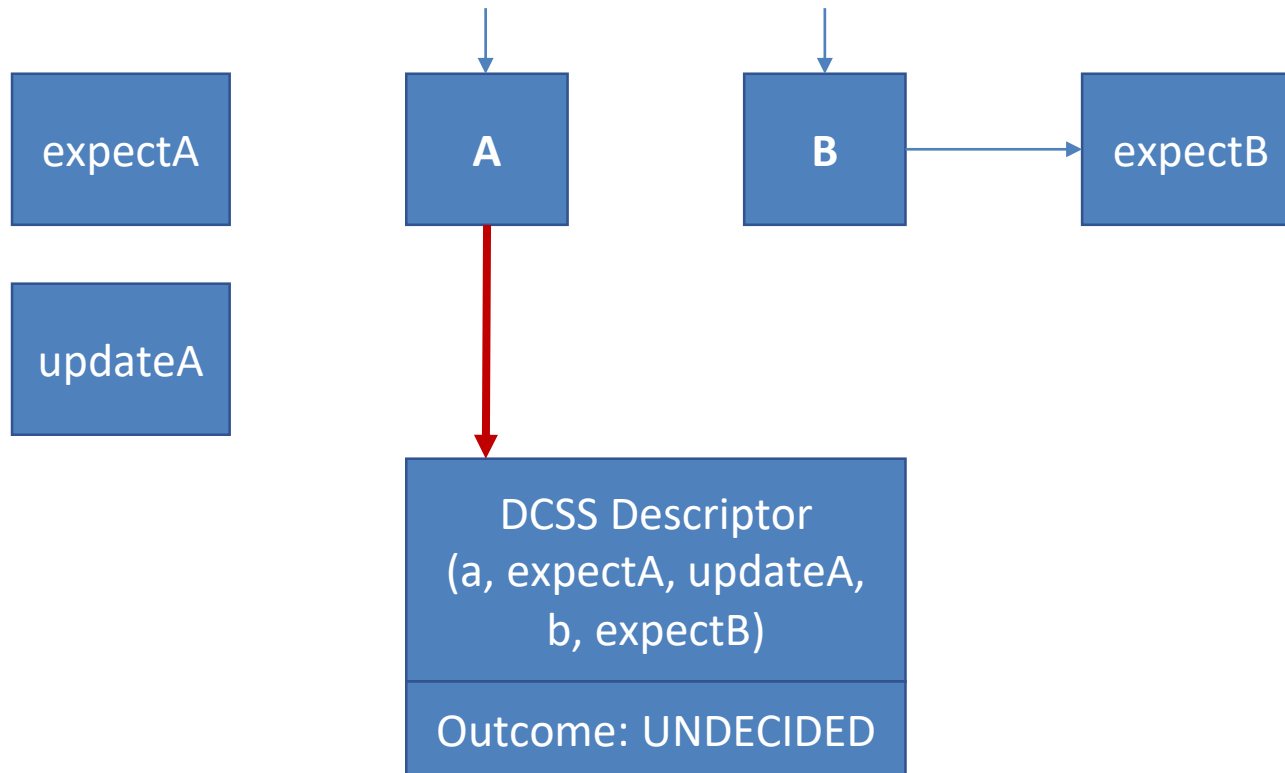 expectA
A
B
expectB
updateA
DCSS Descriptor
(a, expectA, updateA,
b, expectB)
Outcome: UNDECIDED